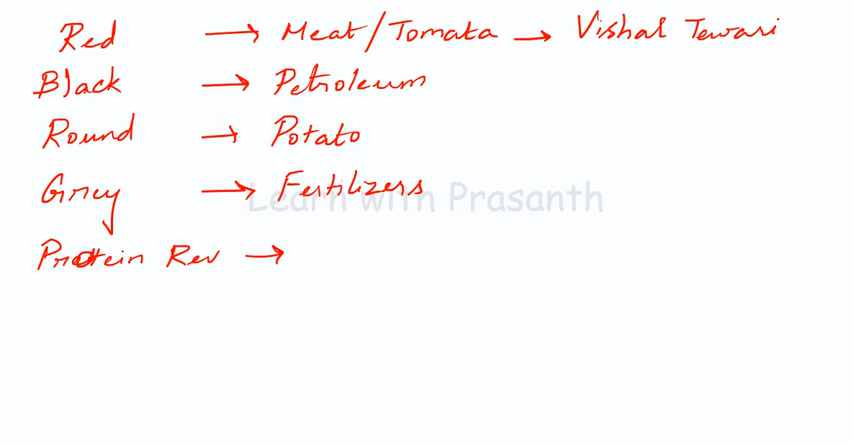 Red → Meat/Tomata → Vishal Tewari
Black → Petroleum
Round → Potato
Grey → Fertilizers
Learn with Prasanth
Protein Rev →